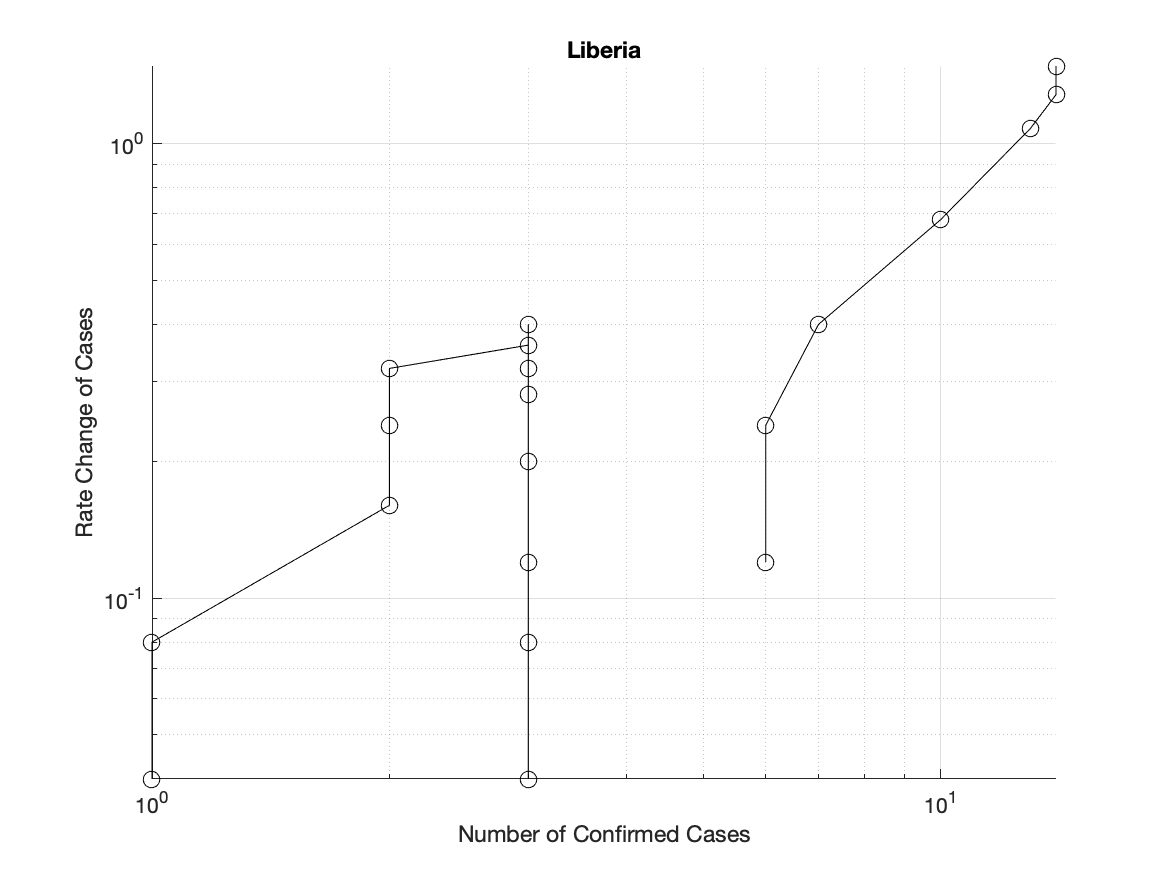 Liberia
10^0
10^-1
Rate Change of Cases
10^0 10^1
Number of Confirmed Cases